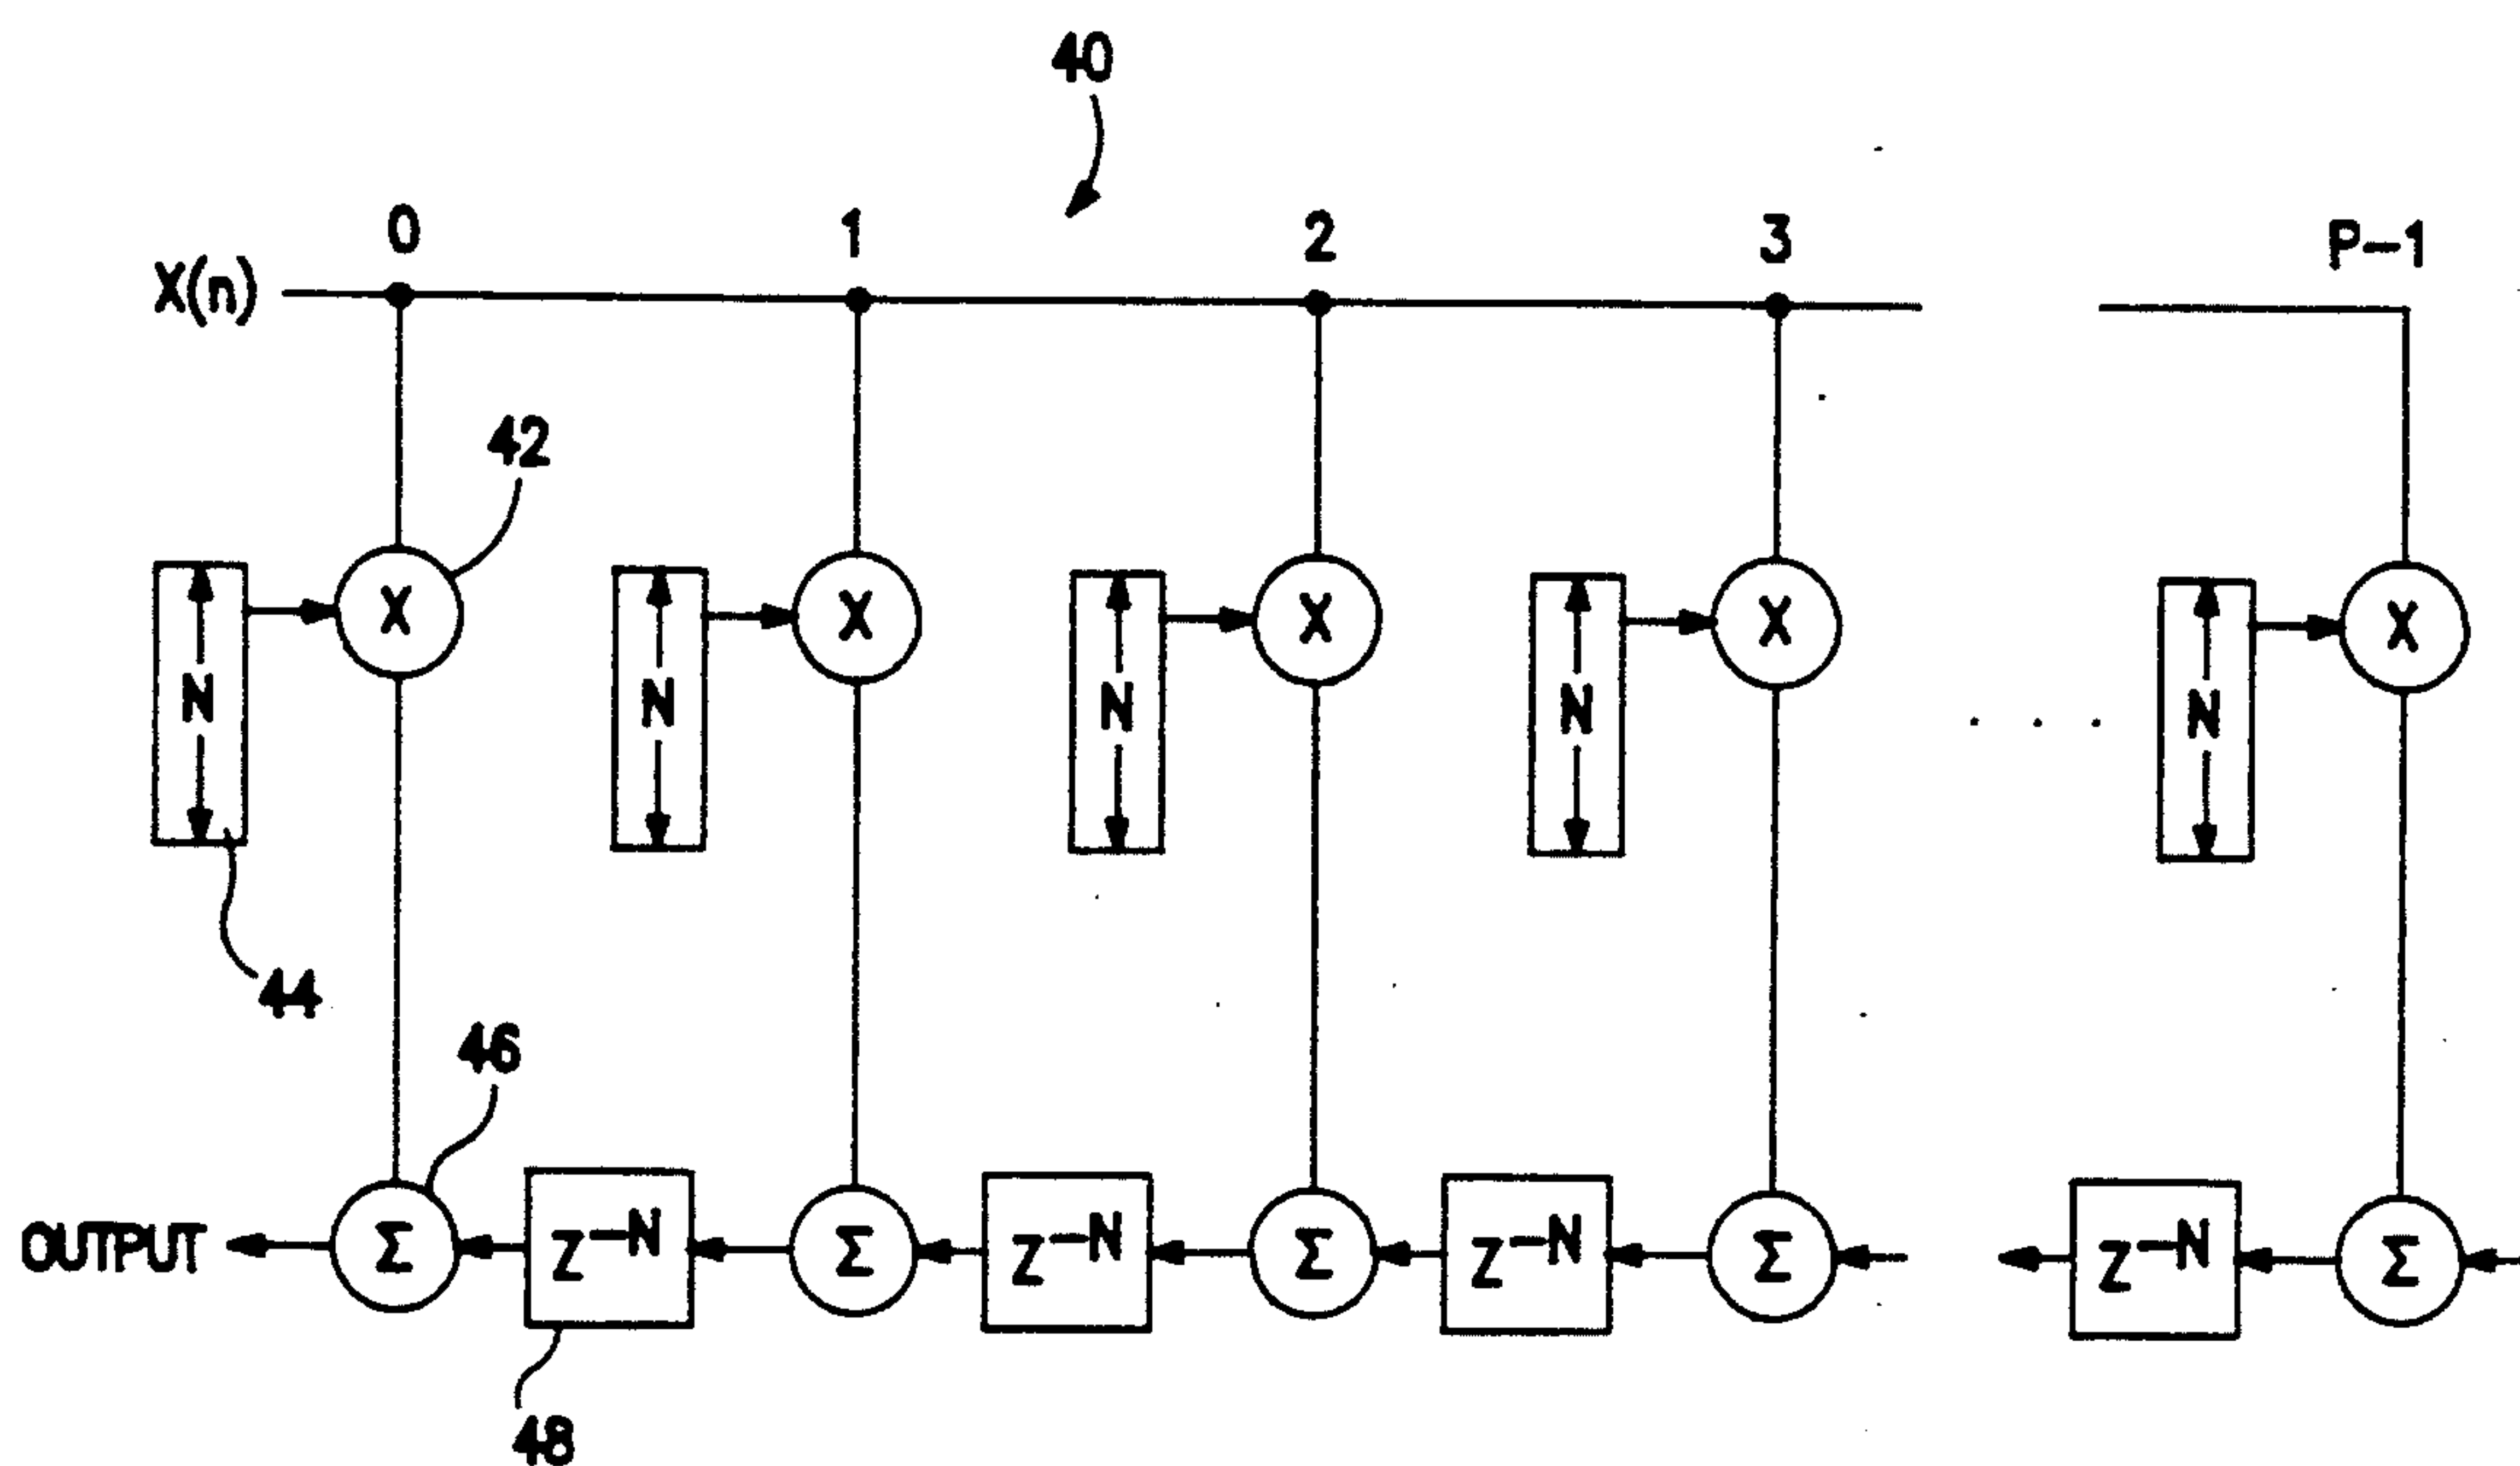 40
0 1 2 3 P-1
X(n)
42
X X X X X
N N N N N
44
46
OUTPUT Σ Z-N Σ Z-N Σ Z-N Σ Z-N Σ
48